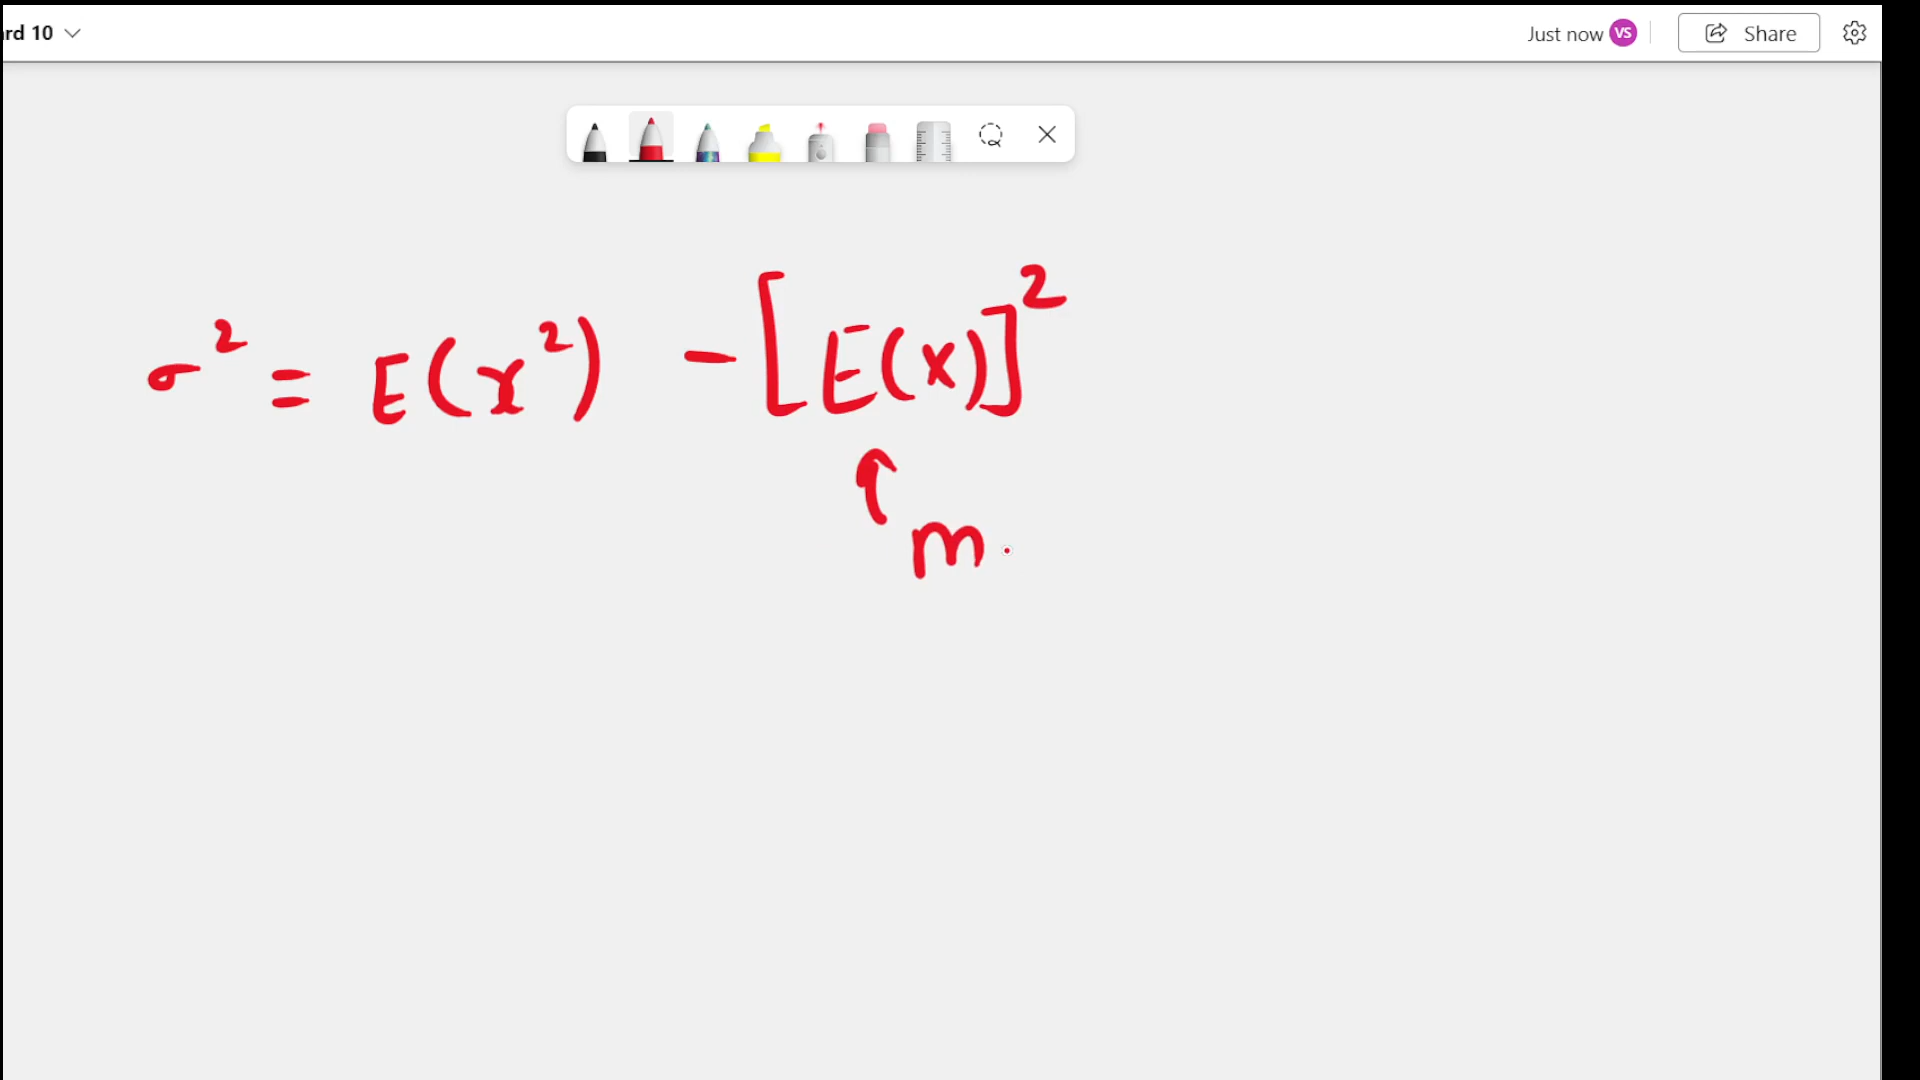 rd 10
Just now VS Share
σ² = E(x²) - [E(x)]²
m